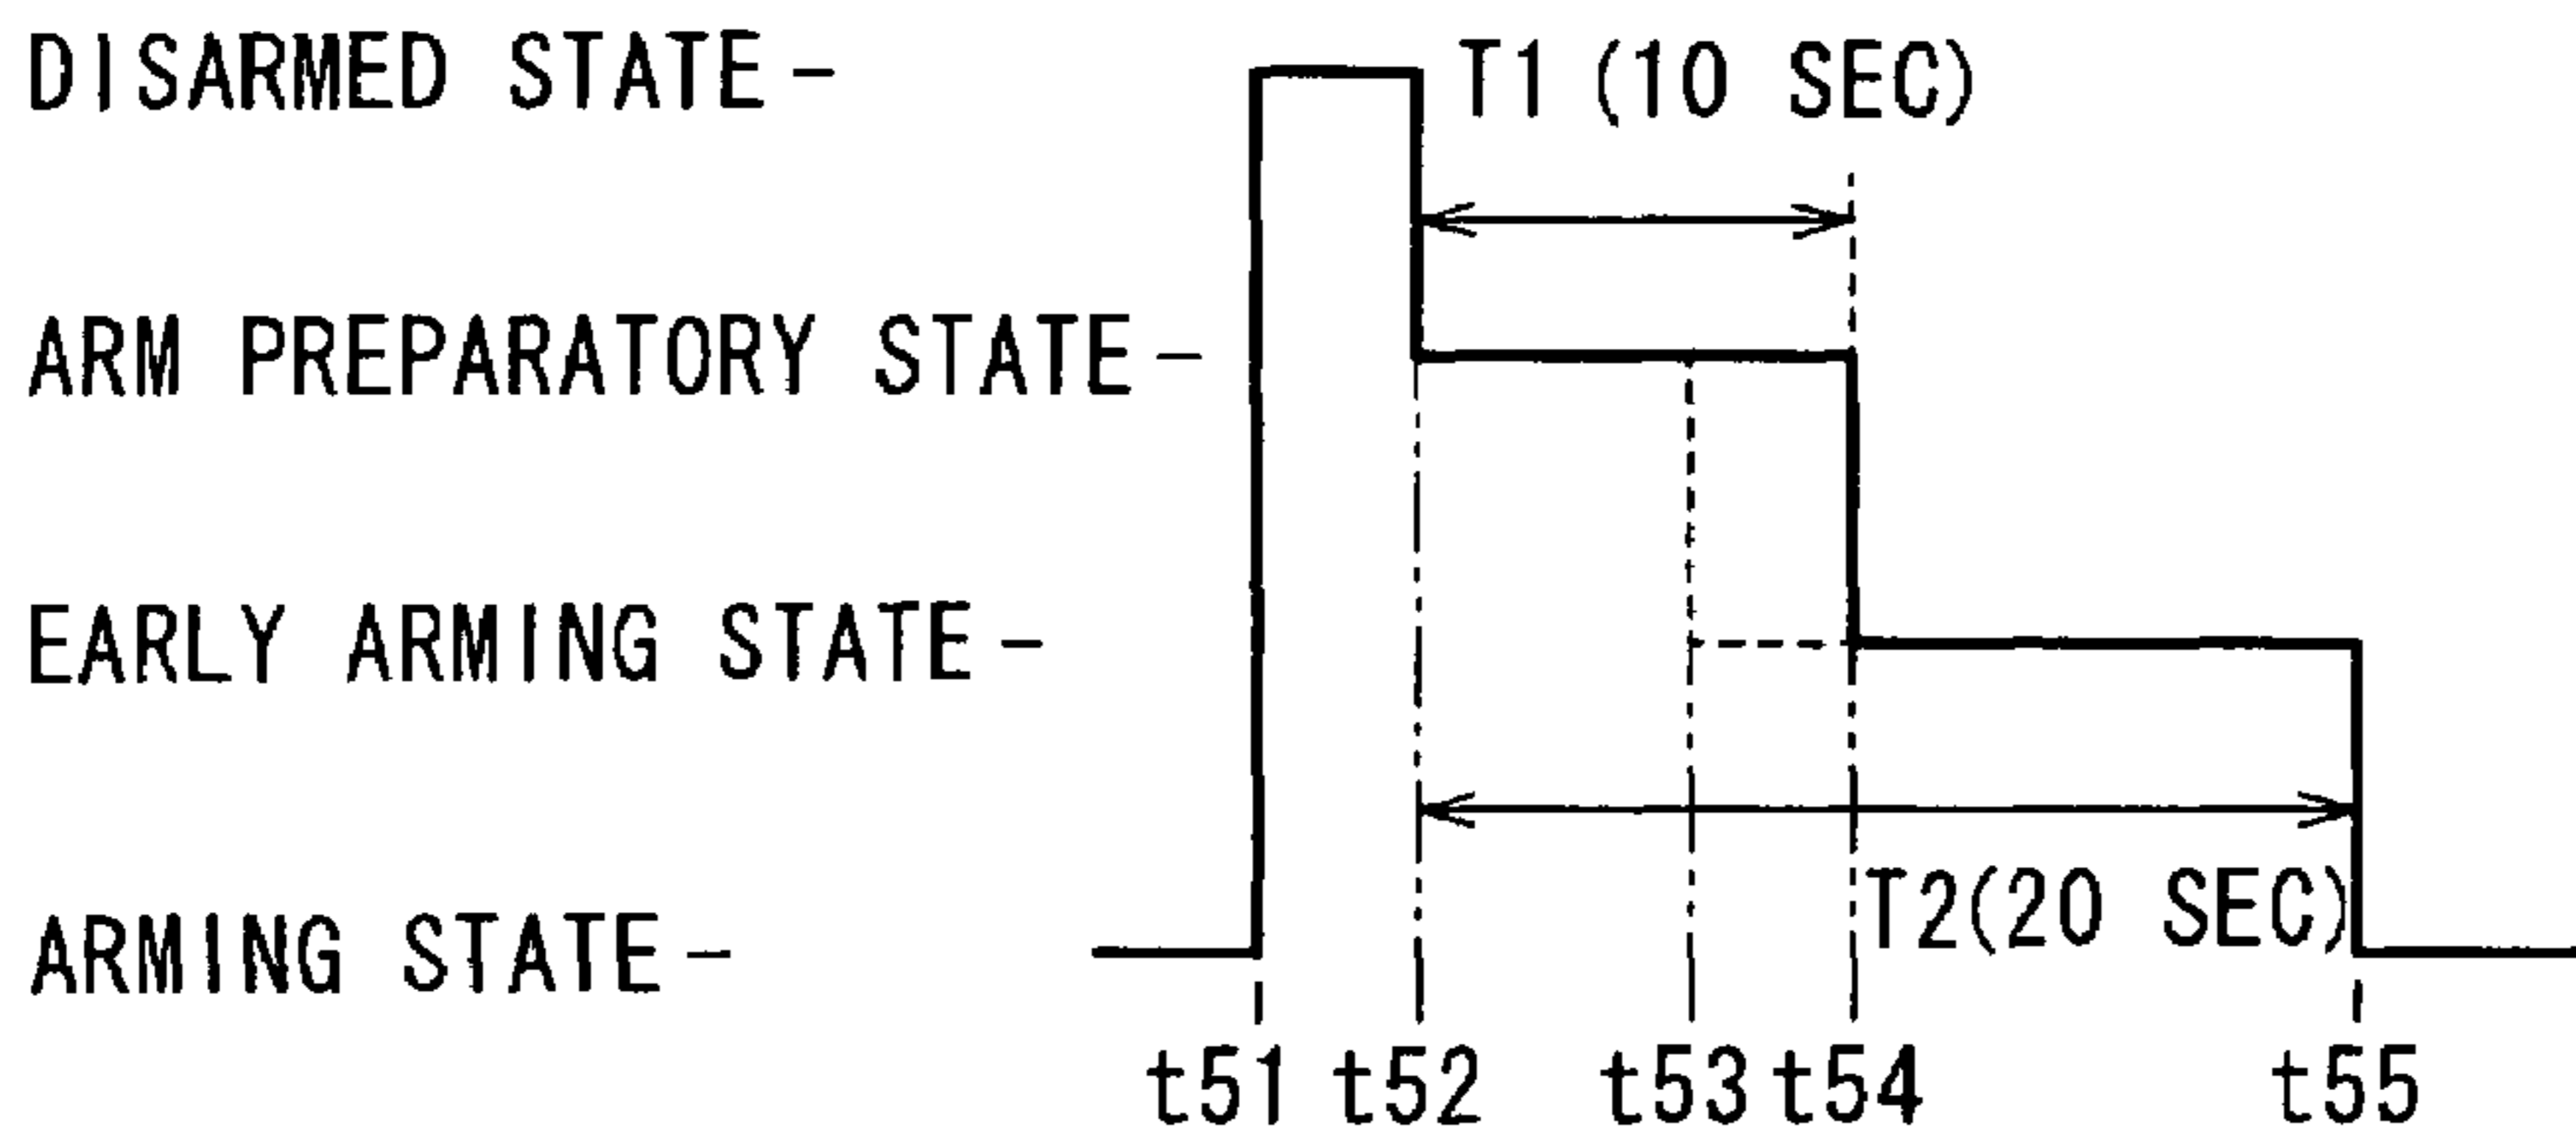 DISARMED STATE
T1 (10 SEC)
ARM PREPARATORY STATE
EARLY ARMING STATE
T2(20 SEC)
ARMING STATE
t51 t52 t53 t54 t55